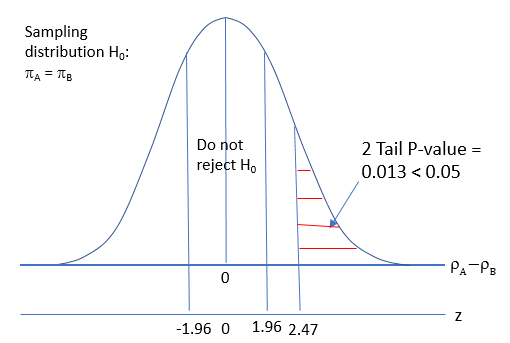 Sampling
distribution H₀:
πA = πB
Do not
reject H₀
2 Tail P-value =
0.013 < 0.05
0
ρA−ρB
z
-1.96 0 1.96 2.47